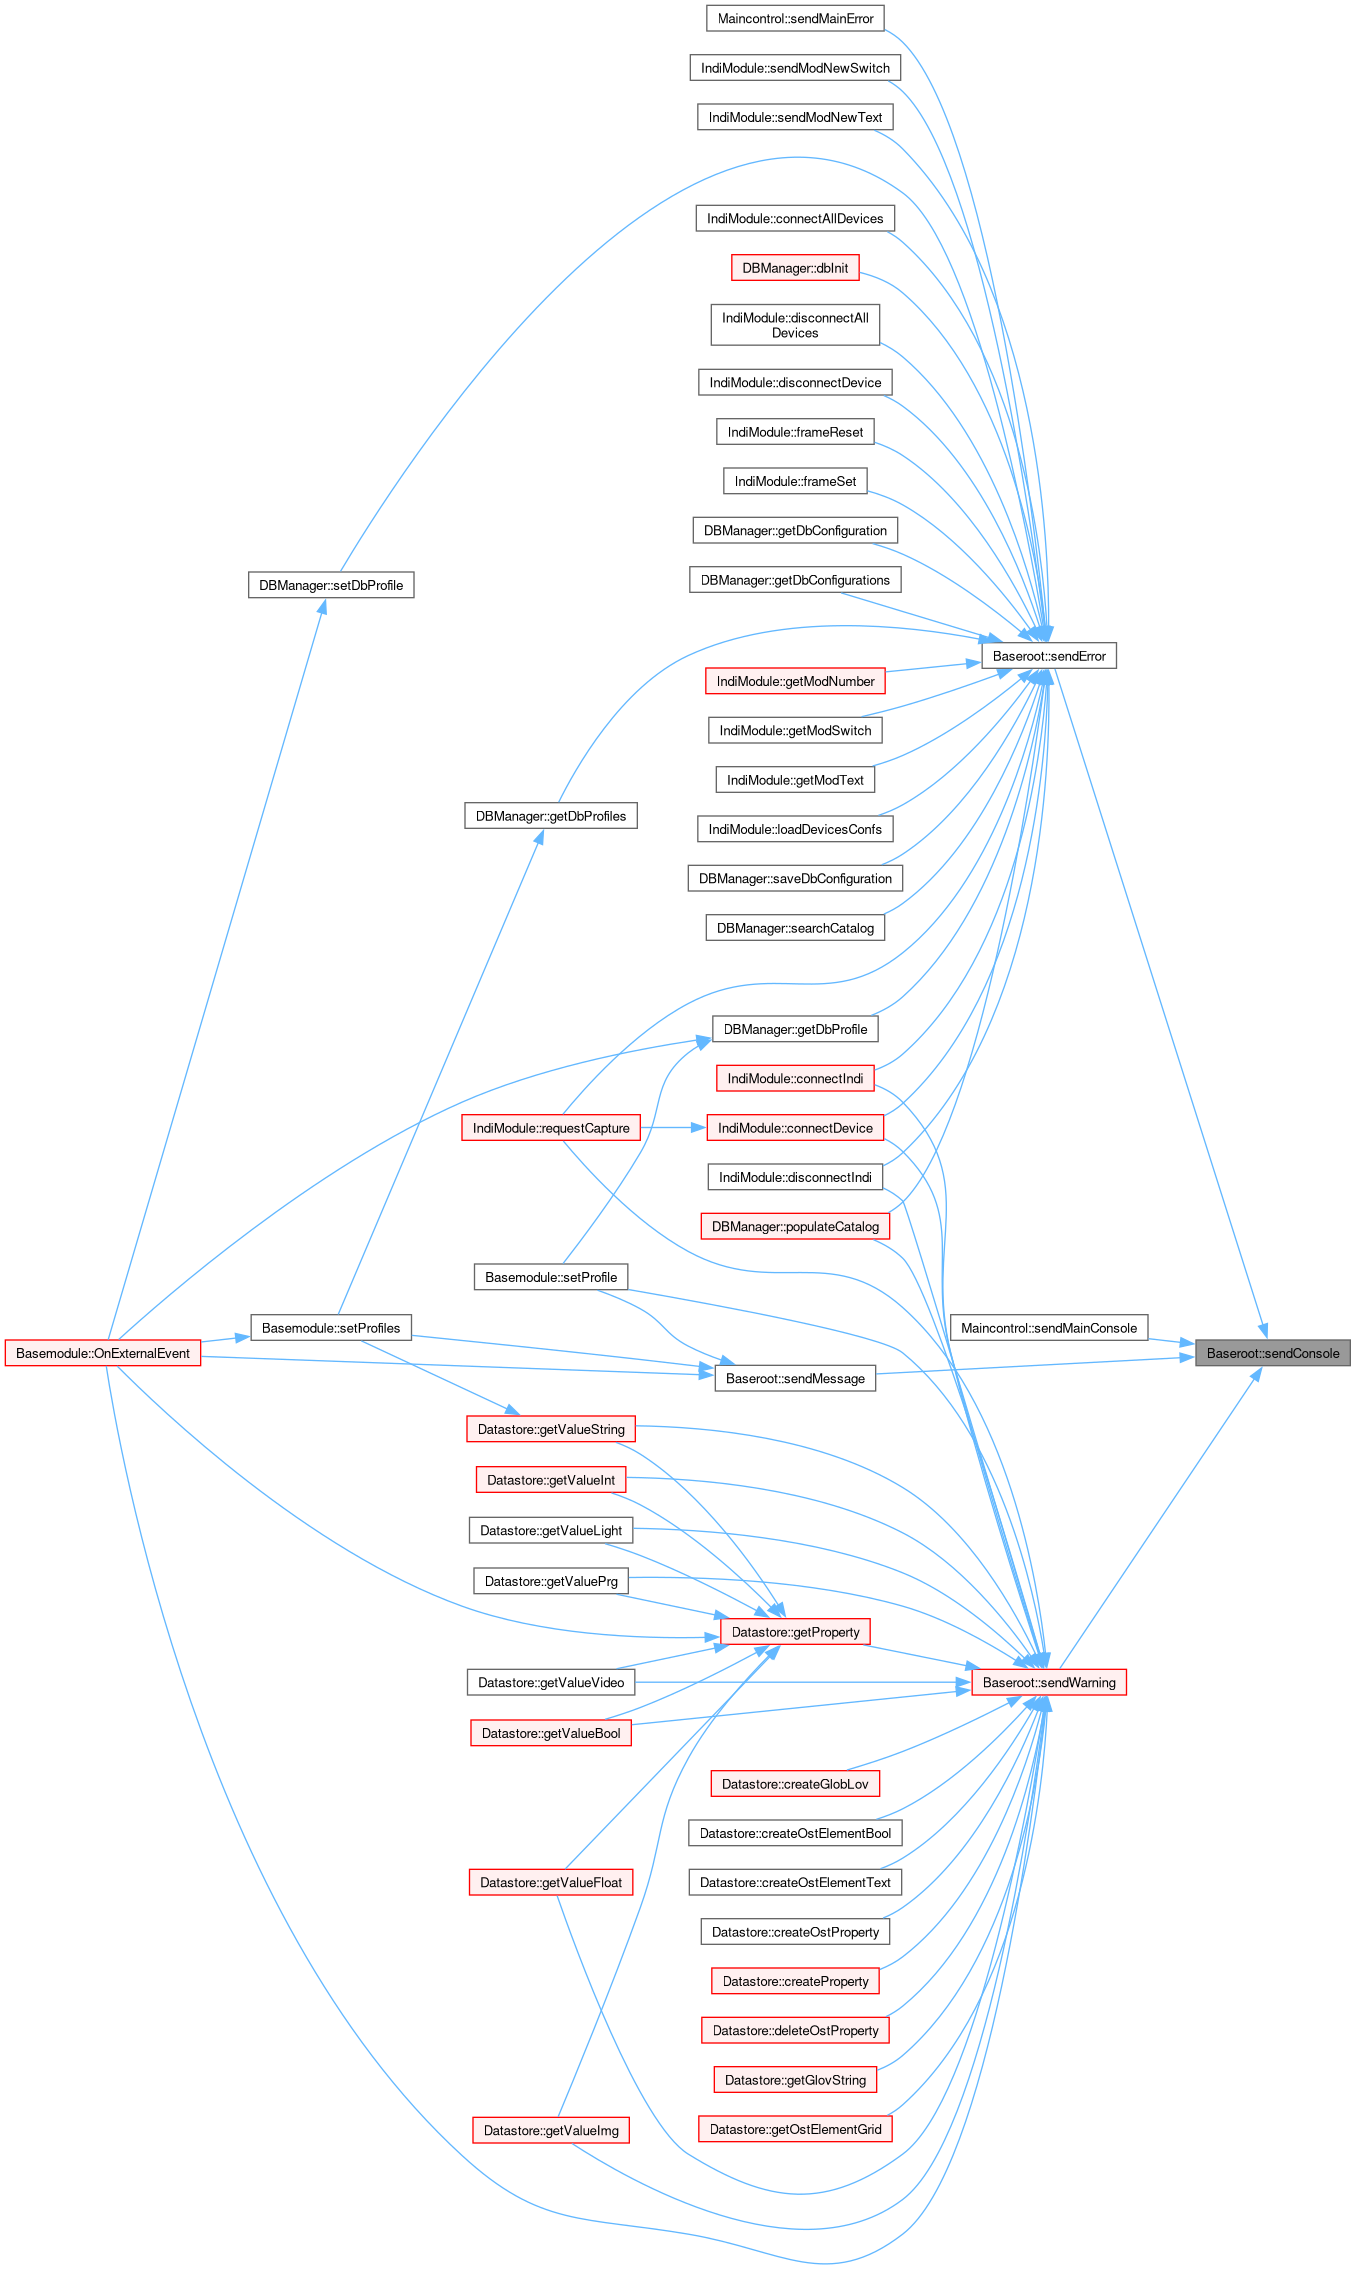 Maincontrol::sendMainError
IndiModule::sendModNewSwitch
IndiModule::sendModNewText
IndiModule::connectAllDevices
DBManager::dbInit
IndiModule::disconnectAll
Devices
IndiModule::disconnectDevice
IndiModule::frameReset
IndiModule::frameSet
DBManager::getDbConfiguration
DBManager::getDbConfigurations
DBManager::setDbProfile
Baseroot::sendError
IndiModule::getModNumber
IndiModule::getModSwitch
IndiModule::getModText
DBManager::getDbProfiles
IndiModule::loadDevicesConfs
DBManager::saveDbConfiguration
DBManager::searchCatalog
DBManager::getDbProfile
IndiModule::connectIndi
IndiModule::requestCapture
IndiModule::connectDevice
IndiModule::disconnectIndi
DBManager::populateCatalog
Basemodule::setProfile
Basemodule::setProfiles
Maincontrol::sendMainConsole
Basemodule::OnExternalEvent
Baseroot::sendConsole
Baseroot::sendMessage
Datastore::getValueString
Datastore::getValueInt
Datastore::getValueLight
Datastore::getValuePrg
Datastore::getProperty
Datastore::getValueVideo
Baseroot::sendWarning
Datastore::getValueBool
Datastore::createGlobLov
Datastore::createOstElementBool
Datastore::getValueFloat
Datastore::createOstElementText
Datastore::createOstProperty
Datastore::createProperty
Datastore::deleteOstProperty
Datastore::getGlovString
Datastore::getOstElementGrid
Datastore::getValueImg